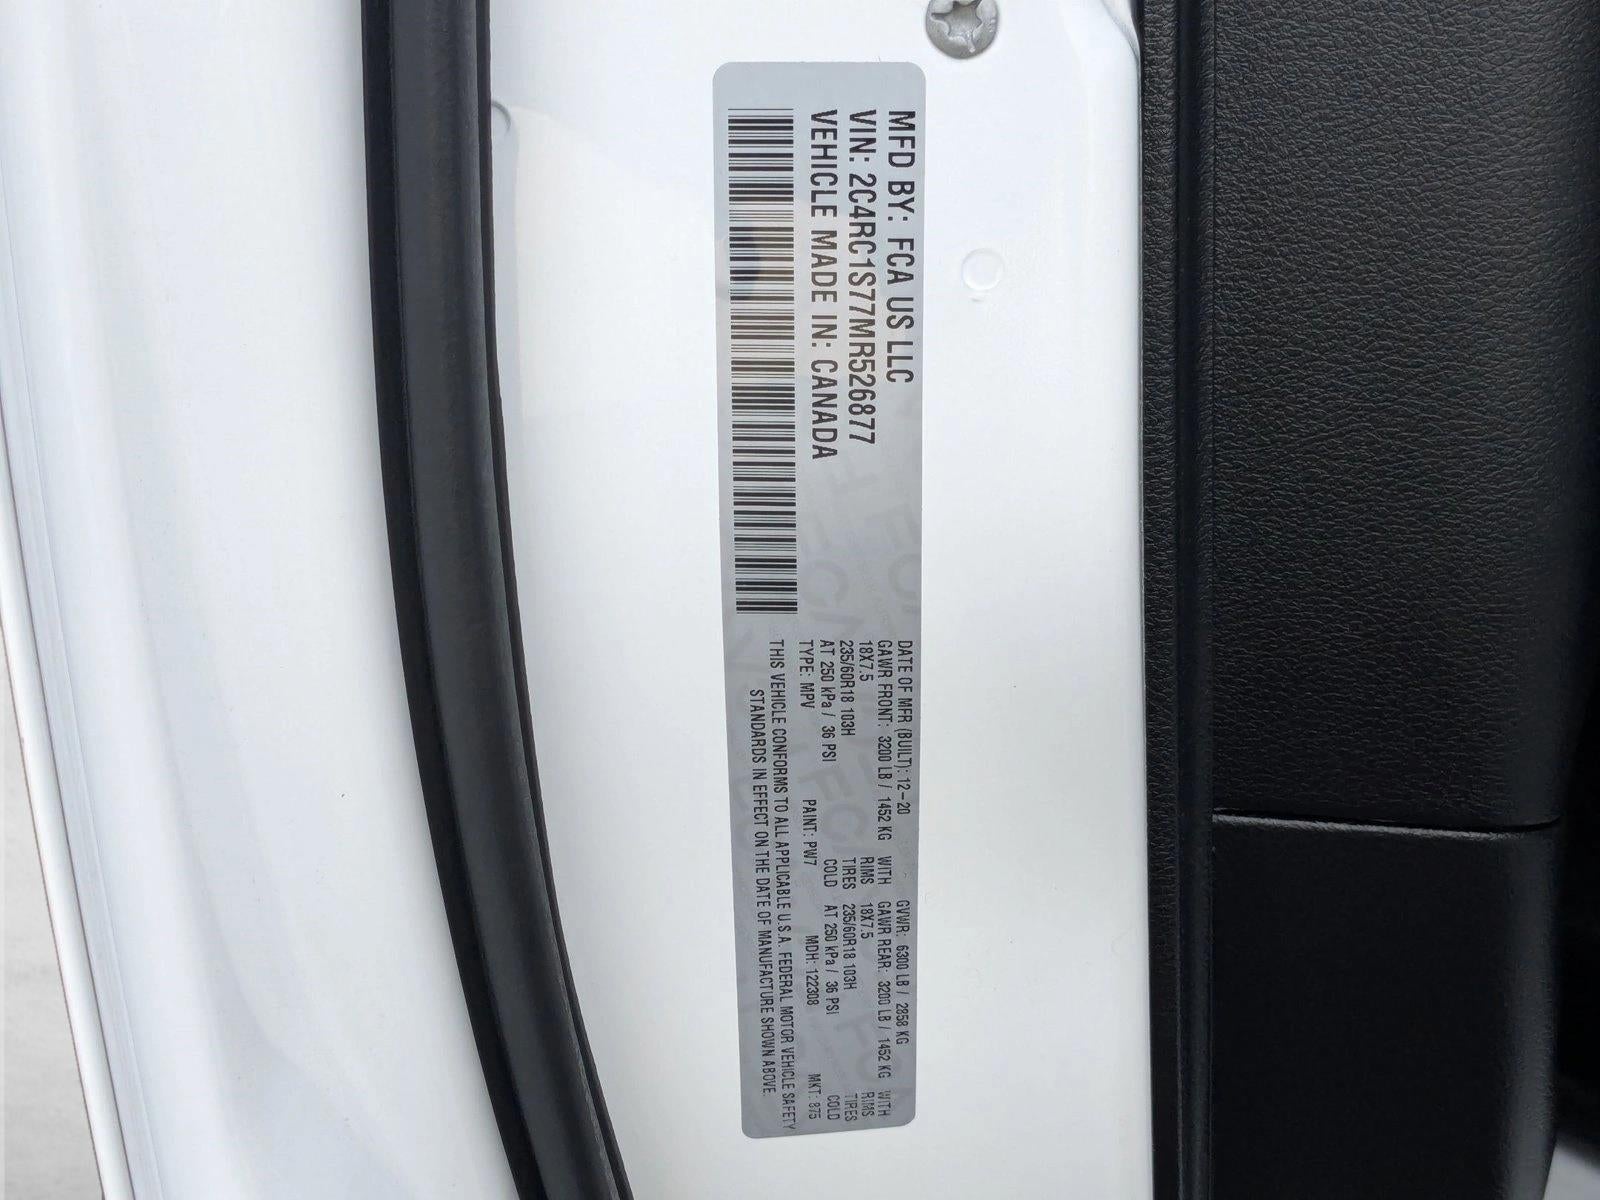 MFD BY: FCA US LLC
VIN: 2C4RC1S77MR526877
VEHICLE MADE IN: CANADA
DATE OF MFR (BUILT): 12-20 GVWR: 6300 LB / 2858 KG
GAWR FRONT: 3200 LB / 1452 KG WITH GAWR REAR: 3200 LB / 1452 KG WITH
18X7.5 RIMS 18X7.5 RIMS
235/60R18 103H TIRES 235/60R18 103H TIRES
AT 250 kPa / 36 PSI COLD AT 250 kPa / 36 PSI COLD
TYPE: MPV PAINT: PW7 MDH: 122308 MKT: 875
THIS VEHICLE CONFORMS TO ALL APPLICABLE U.S.A. FEDERAL MOTOR VEHICLE SAFETY
STANDARDS IN EFFECT ON THE DATE OF MANUFACTURE SHOWN ABOVE.